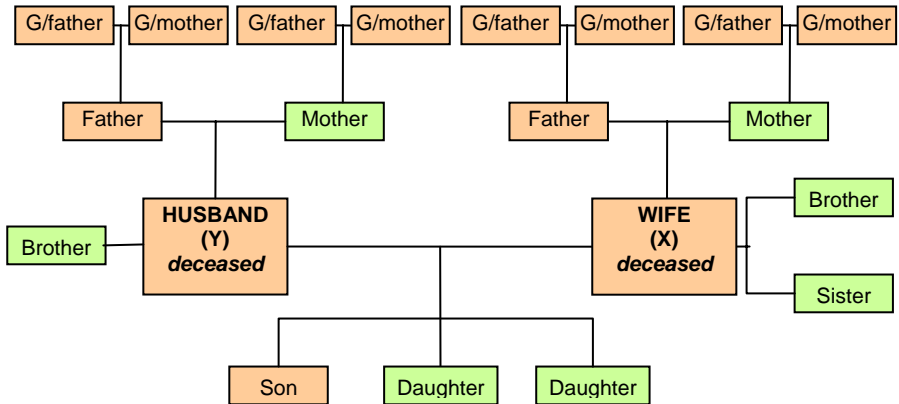 G/father G/mother G/father G/mother G/father G/mother G/father G/mother
Father Mother Father Mother
HUSBAND
(Y)
deceased
WIFE
(X)
deceased
Brother
Brother
Sister
Son Daughter Daughter